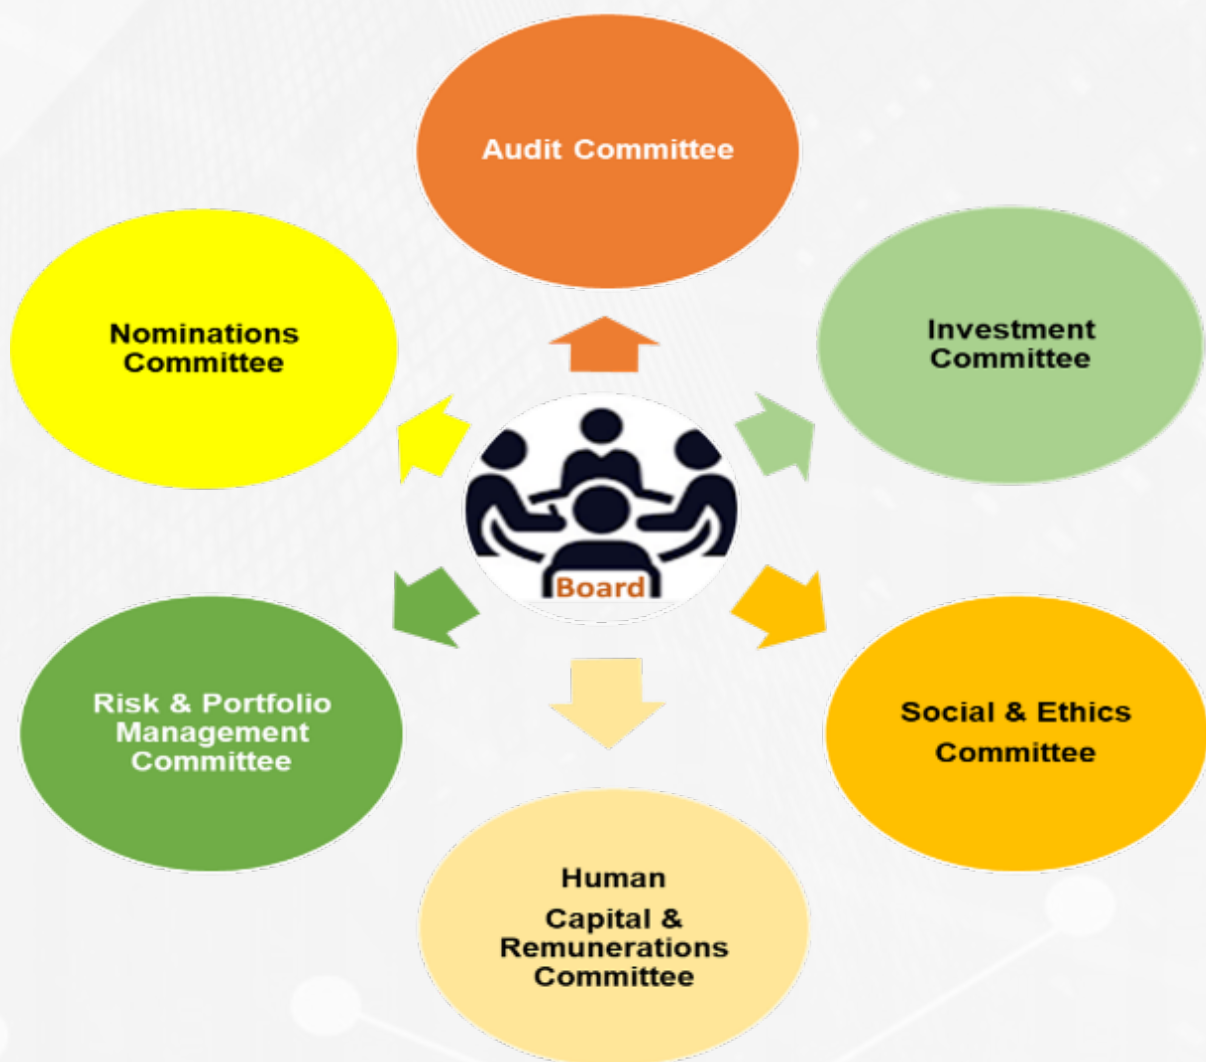 Audit Committee
Nominations
Committee
Investment
Committee
Board
Risk & Portfolio
Management
Committee
Social & Ethics
Committee
Human
Capital &
Remunerations
Committee